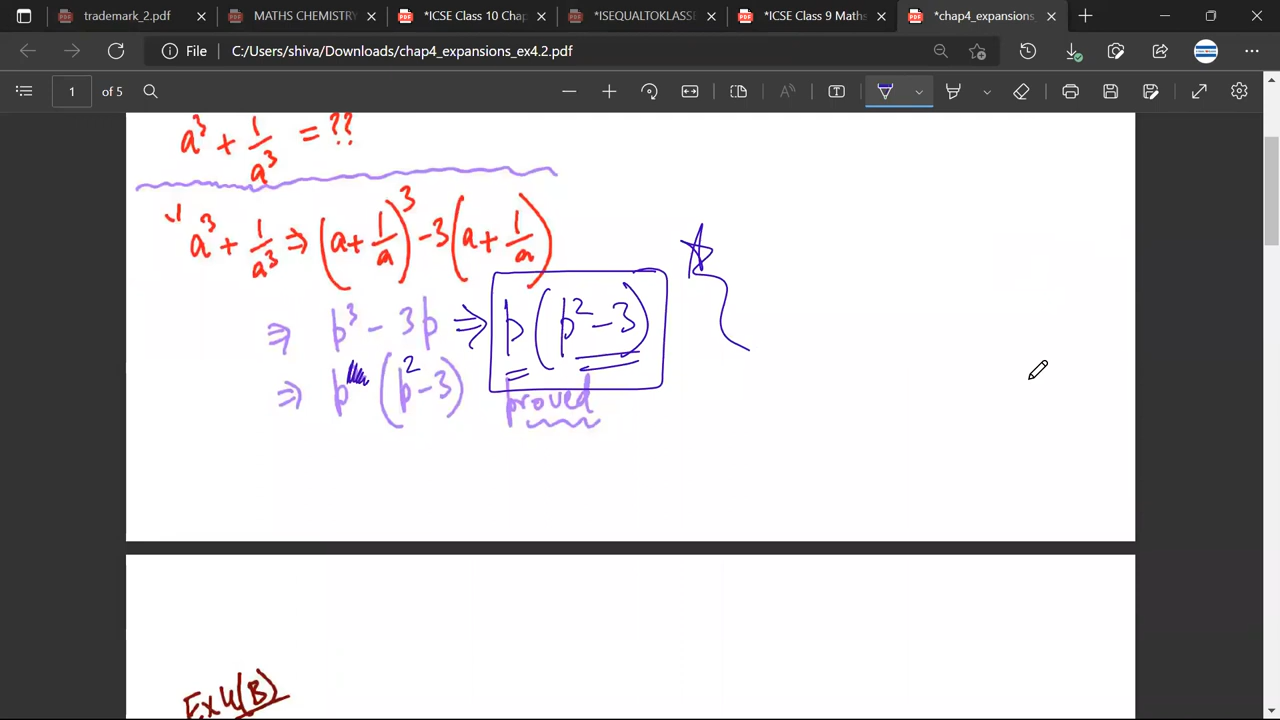 trademark_2.pdf
MATHS CHEMISTRY
*ICSE Class 10 Chap
*ISEQUALTOKLASSE
*ICSE Class 9 Maths
*chap4_expansions_
File C:/Users/shiva/Downloads/chap4_expansions_ex4.2.pdf
1 of 5
a³ + 1/a³ = ??
a³ + 1/a³ ⇒ (a + 1/a)³ - 3(a + 1/a)
⇒ p³ - 3p ⇒ p(p² - 3)
⇒ p (p² - 3) proved
Ex 4(B)